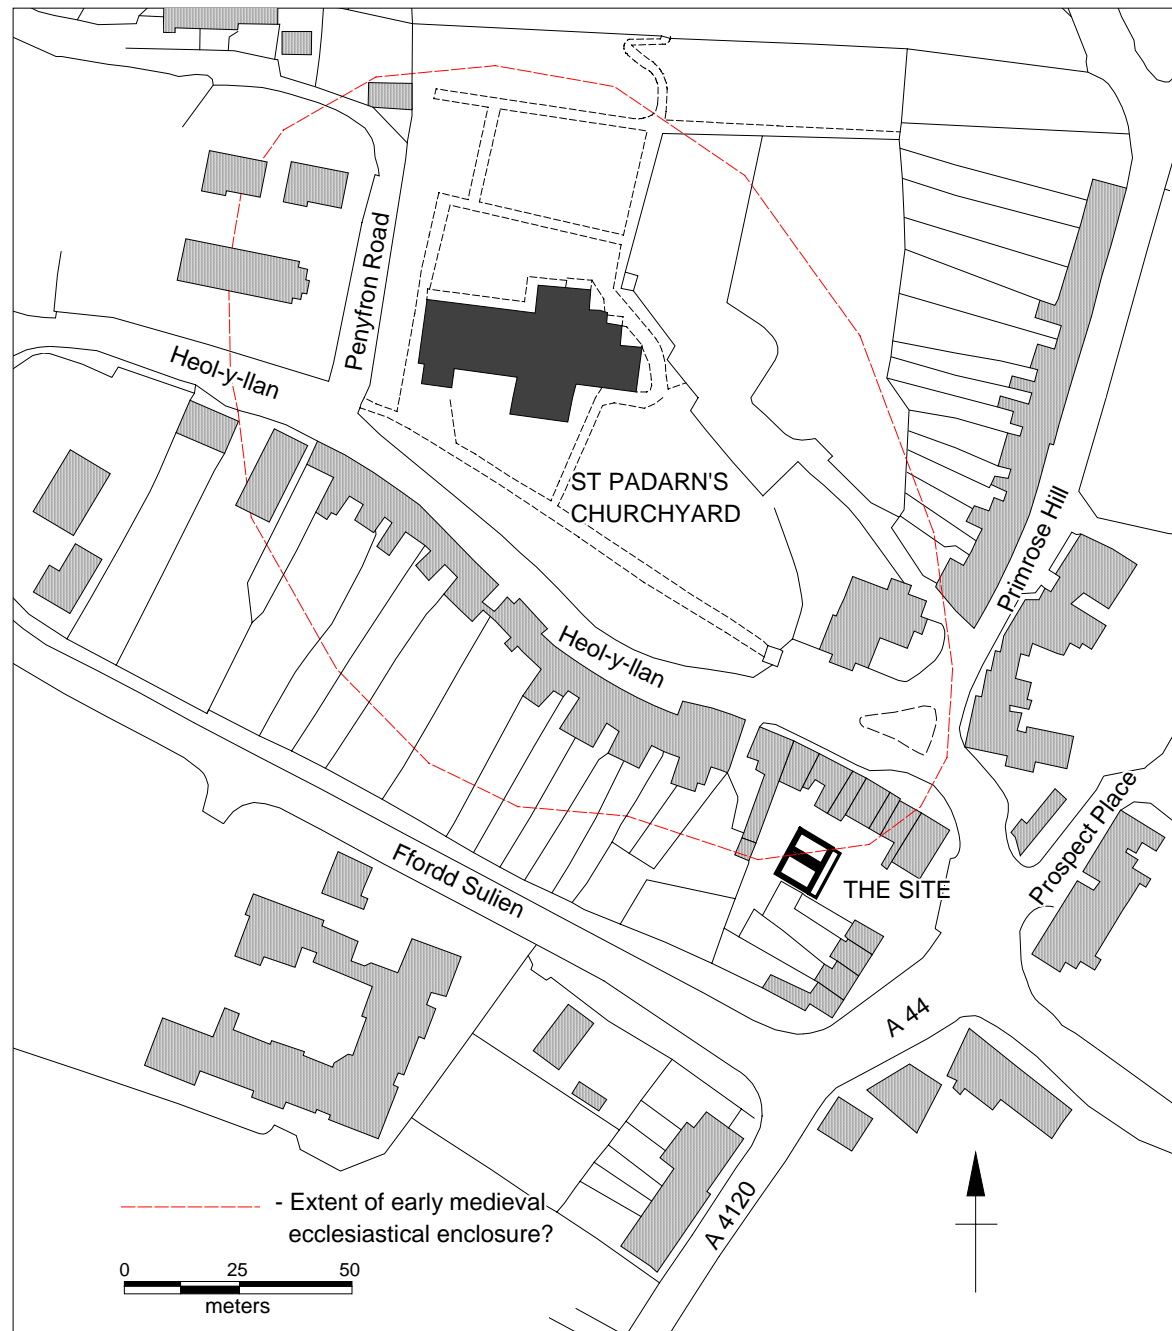 Penyfron Road
Heol-y-llan
ST PADARN'S
CHURCHYARD
Primrose Hill
Heol-y-llan
Prospect Place
Ffordd Sulien
THE SITE
A 44
A 4120
- Extent of early medieval
ecclesiastical enclosure?
0 25 50
meters